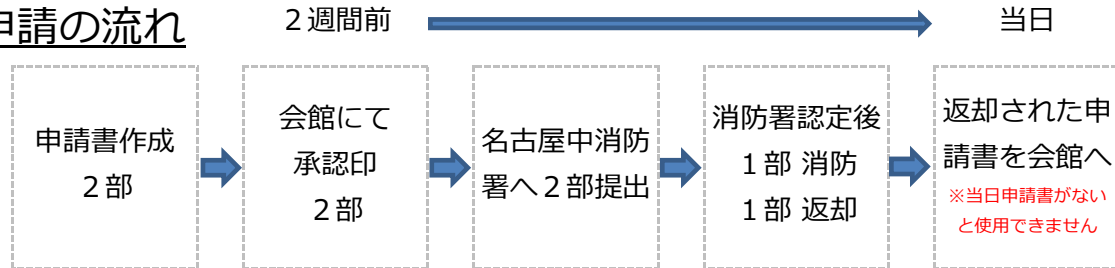 申請の流れ
２週間前
当日
申請書作成
２部
会館にて
承認印
２部
名古屋中消防
署へ２部提出
消防署認定後
１部 消防
１部 返却
返却された申
請書を会館へ
※当日申請書がない
と使用できません